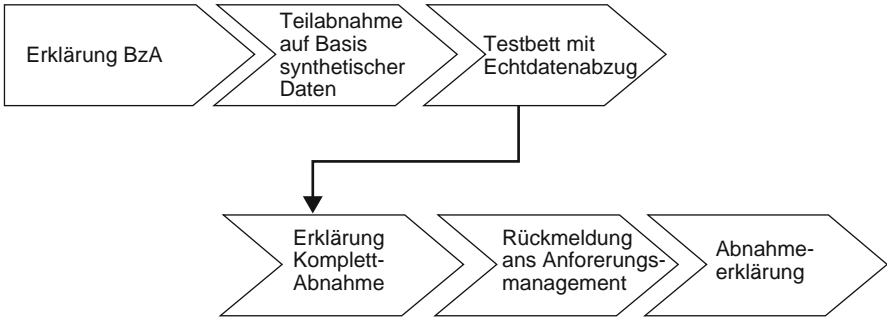 Erklärung BzA
Teilabnahme
auf Basis
synthetischer
Daten
Testbett mit
Echtdatenabzug
Erklärung
Komplett-
Abnahme
Rückmeldung
ans Anforerungs-
management
Abnahme-
erklärung